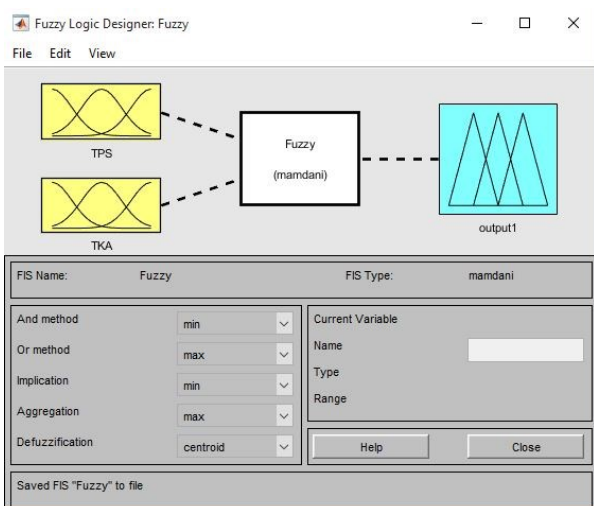 Fuzzy Logic Designer: Fuzzy
File Edit View
TPS
TKA
Fuzzy
(mamdani)
output1
FIS Name: Fuzzy FIS Type: mamdani
And method min
Or method max
Implication min
Aggregation max
Defuzzification centroid
Current Variable
Name
Type
Range
Help Close
Saved FIS "Fuzzy" to file